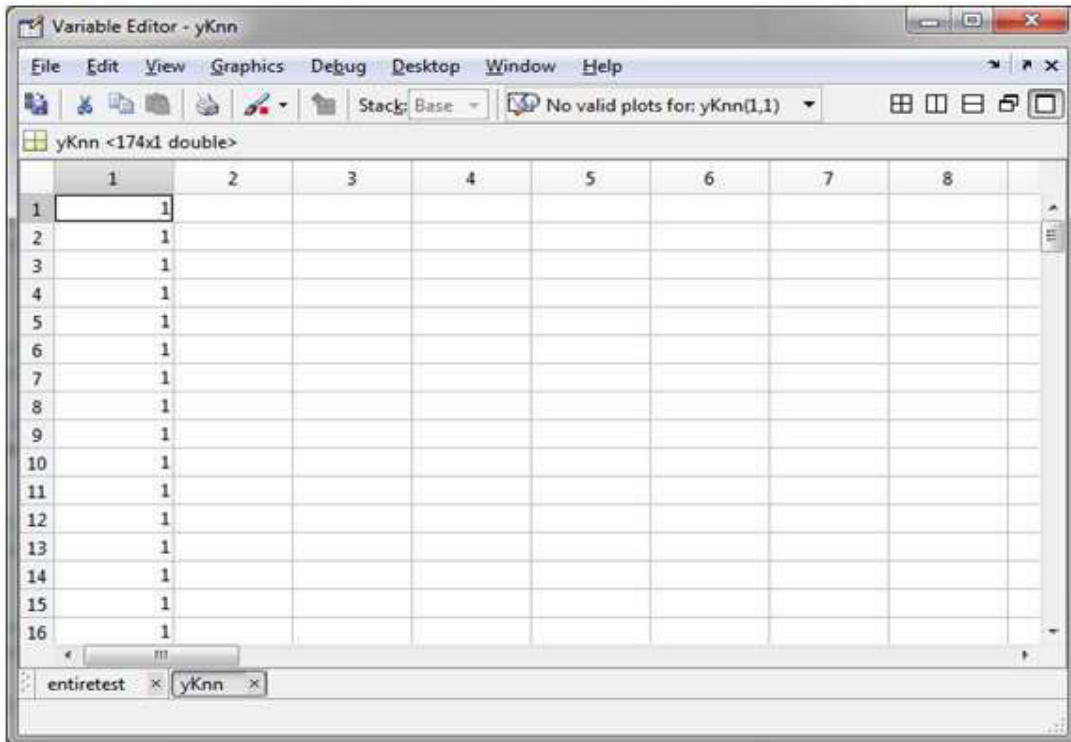 Variable Editor - yKnn
File Edit View Graphics Debug Desktop Window Help
Stack: Base No valid plots for: yKnn(1,1)
yKnn <174x1 double>
1 2 3 4 5 6 7 8
1 1
2 1
3 1
4 1
5 1
6 1
7 1
8 1
9 1
10 1
11 1
12 1
13 1
14 1
15 1
16 1
entiretest yKnn